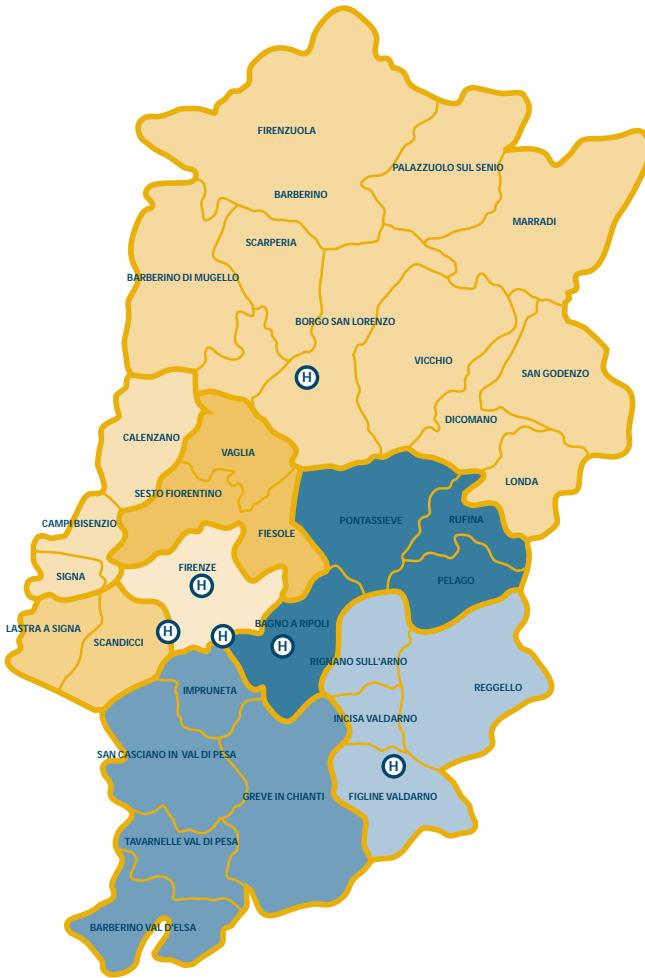 FIRENZUOLA
PALAZZUOLO SUL SENIO
BARBERINO
MARRADI
SCARPERIA
BARBERINO DI MUGELLO
BORGO SAN LORENZO
VICCHIO
SAN GODENZO
H
DICOMANO
CALENZANO
VAGLIA
LONDA
SESTO FIORENTINO
CAMPI BISENZIO
PONTASSIEVE
RUFINA
FIESOLE
FIRENZE
SIGNA
PELAGO
H
BAGNO A RIPOLI
LASTRA A SIGNA
H
H
SCANDICCI
H
RIGNANO SULL'ARNO
REGGELLO
IMPRUNETA
INCISA VALDARNO
SAN CASCIANO IN VAL DI PESA
H
GREVE IN CHIANTI
FIGLINE VALDARNO
TAVARNELLE VAL DI PESA
BARBERINO VAL D'ELSA